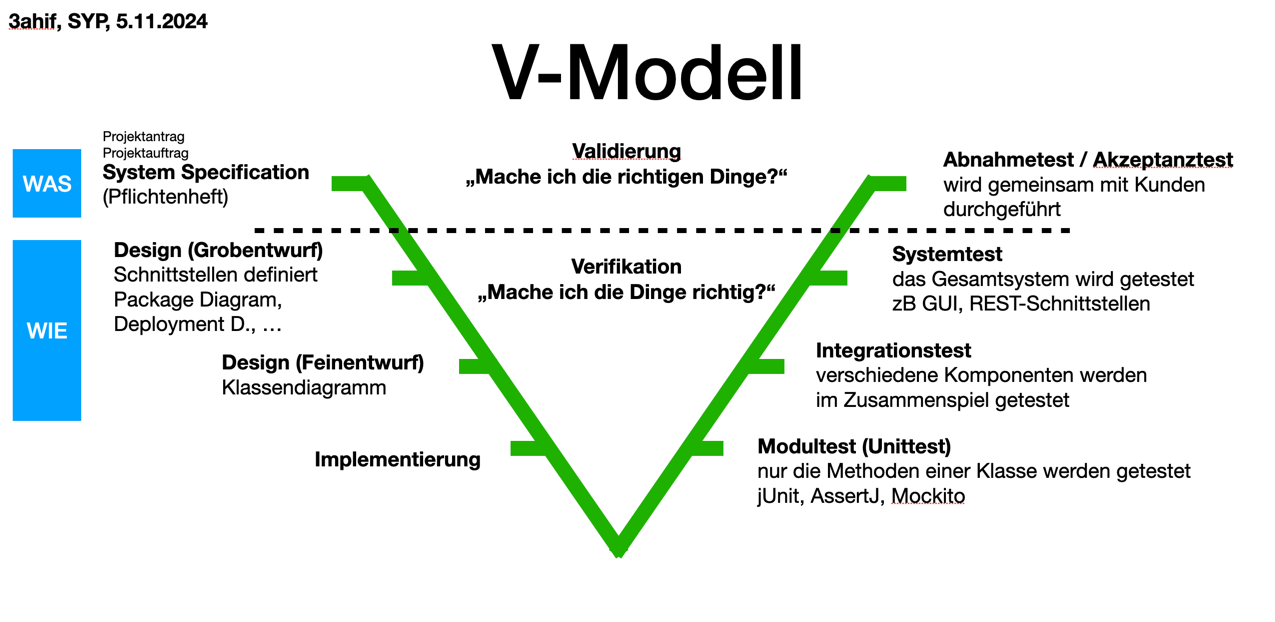 3ahif, SYP, 5.11.2024
V-Modell
WAS
Projektantrag
Projektauftrag
System Specification
(Pflichtenheft)
Validierung
„Mache ich die richtigen Dinge?“
Abnahmetest / Akzeptanztest
wird gemeinsam mit Kunden
durchgeführt
WIE
Design (Grobentwurf)
Schnittstellen definiert
Package Diagram,
Deployment D., …
Verifikation
„Mache ich die Dinge richtig?“
Systemtest
das Gesamtsystem wird getestet
zB GUI, REST-Schnittstellen
Design (Feinentwurf)
Klassendiagramm
Integrationstest
verschiedene Komponenten werden
im Zusammenspiel getestet
Implementierung
Modultest (Unittest)
nur die Methoden einer Klasse werden getestet
jUnit, AssertJ, Mockito